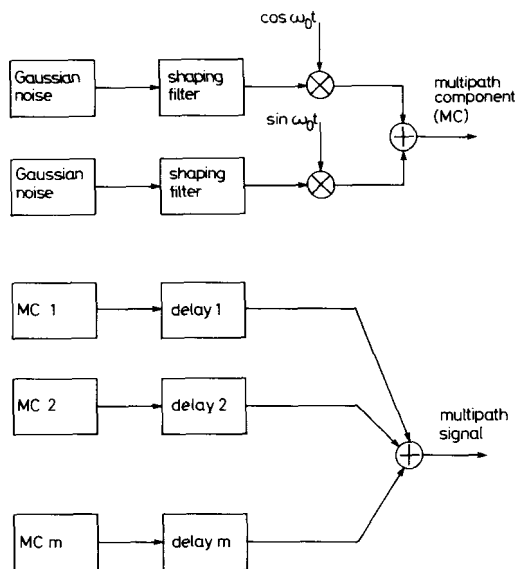 cos ω₀t
Gaussian
noise
shaping
filter
multipath
component
(MC)
sin ω₀t
Gaussian
noise
shaping
filter
MC 1
delay 1
MC 2
delay 2
multipath
signal
MC m
delay m